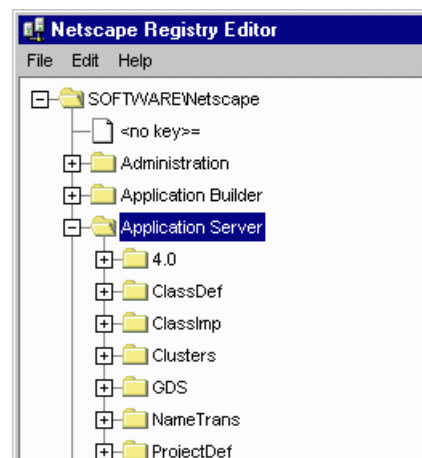 Netscape Registry Editor
File Edit Help
SOFTWARE\Netscape
<no key>=
Administration
Application Builder
Application Server
4.0
ClassDef
ClassImp
Clusters
GDS
NameTrans
ProjectDef